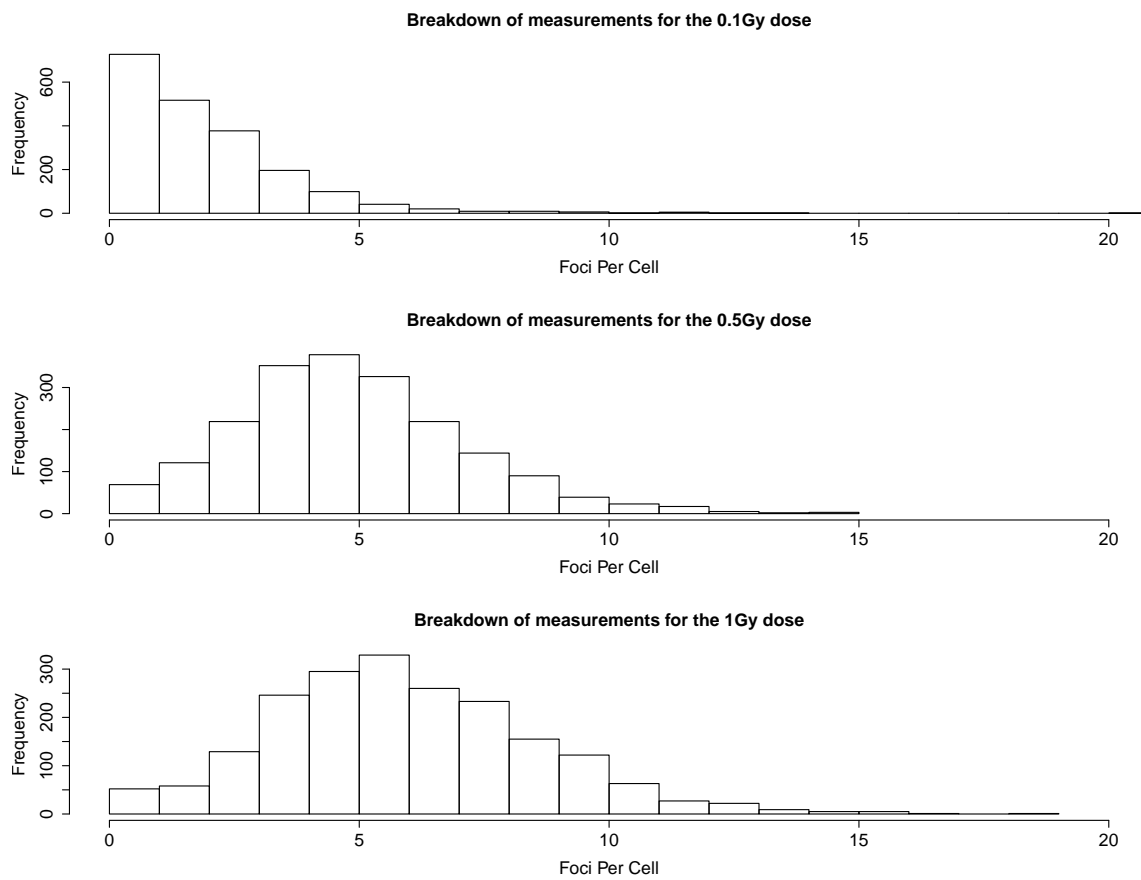 Breakdown of measurements for the 0.1Gy dose
Frequency
0 200 600
0 5 10 15 20
Foci Per Cell
Breakdown of measurements for the 0.5Gy dose
Frequency
0 100 300
0 5 10 15 20
Foci Per Cell
Breakdown of measurements for the 1Gy dose
Frequency
0 100 200 300
0 5 10 15 20
Foci Per Cell